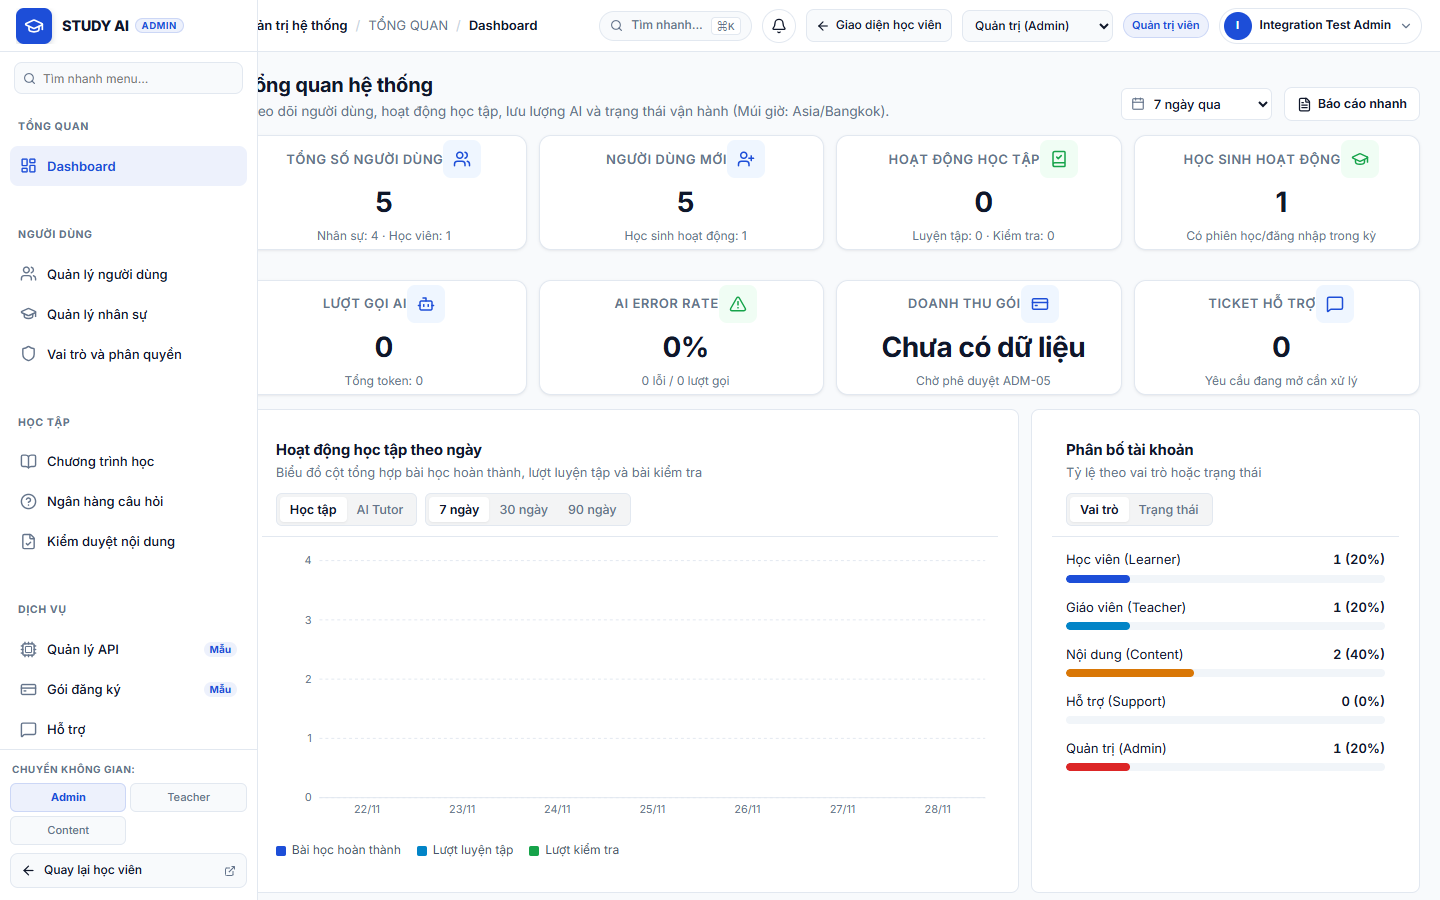 STUDY AI ADMIN
Tìm nhanh menu...
TỔNG QUAN
Dashboard
NGƯỜI DÙNG
Quản lý người dùng
Quản lý nhân sự
Vai trò và phân quyền
HỌC TẬP
Chương trình học
Ngân hàng câu hỏi
Kiểm duyệt nội dung
DỊCH VỤ
Quản lý API Mẫu
Gói đăng ký Mẫu
Hỗ trợ
CHUYỂN KHÔNG GIAN:
Admin Teacher
Content
Quay lại học viên
ản trị hệ thống / TỔNG QUAN / Dashboard
Tìm nhanh... ⌘K
Giao diện học viên
Quản trị (Admin)
Quản trị viên
I Integration Test Admin
ổng quan hệ thống
eo dõi người dùng, hoạt động học tập, lưu lượng AI và trạng thái vận hành (Múi giờ: Asia/Bangkok).
7 ngày qua
Báo cáo nhanh
TỔNG SỐ NGƯỜI DÙNG
5
Nhân sự: 4 · Học viên: 1
NGƯỜI DÙNG MỚI
5
Học sinh hoạt động: 1
HOẠT ĐỘNG HỌC TẬP
0
Luyện tập: 0 · Kiểm tra: 0
HỌC SINH HOẠT ĐỘNG
1
Có phiên học/đăng nhập trong kỳ
LƯỢT GỌI AI
0
Tổng token: 0
AI ERROR RATE
0%
0 lỗi / 0 lượt gọi
DOANH THU GÓI
Chưa có dữ liệu
Chờ phê duyệt ADM-05
TICKET HỖ TRỢ
0
Yêu cầu đang mở cần xử lý
Hoạt động học tập theo ngày
Biểu đồ cột tổng hợp bài học hoàn thành, lượt luyện tập và bài kiểm tra
Học tập AI Tutor 7 ngày 30 ngày 90 ngày
4
3
2
1
0
22/11 23/11 24/11 25/11 26/11 27/11 28/11
Bài học hoàn thành Lượt luyện tập Lượt kiểm tra
Phân bố tài khoản
Tỷ lệ theo vai trò hoặc trạng thái
Vai trò Trạng thái
Học viên (Learner) 1 (20%)
Giáo viên (Teacher) 1 (20%)
Nội dung (Content) 2 (40%)
Hỗ trợ (Support) 0 (0%)
Quản trị (Admin) 1 (20%)